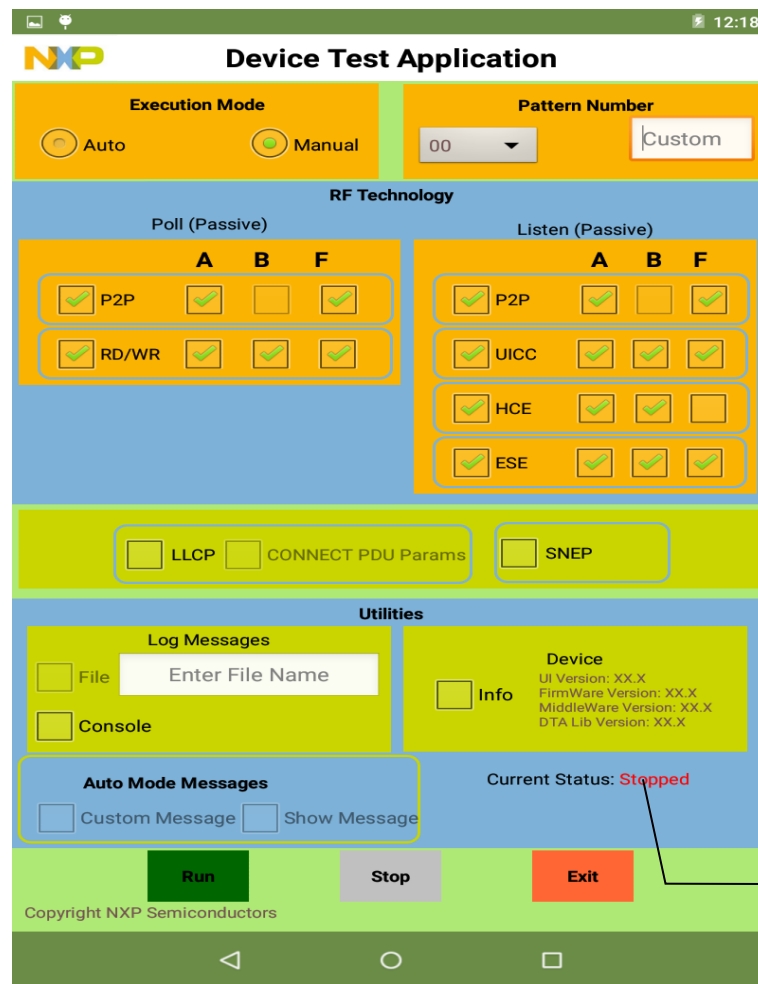 12:18
NXP
Device Test Application
Execution Mode
Auto
Manual
Pattern Number
00
Custom
RF Technology
Poll (Passive)
A B F
P2P
RD/WR
Listen (Passive)
A B F
P2P
UICC
HCE
ESE
LLCP
CONNECT PDU Params
SNEP
Utilities
Log Messages
File
Enter File Name
Console
Info
Device
UI Version: XX.X
FirmWare Version: XX.X
MiddleWare Version: XX.X
DTA Lib Version: XX.X
Auto Mode Messages
Custom Message
Show Message
Current Status: Stopped
Run
Stop
Exit
Copyright NXP Semiconductors